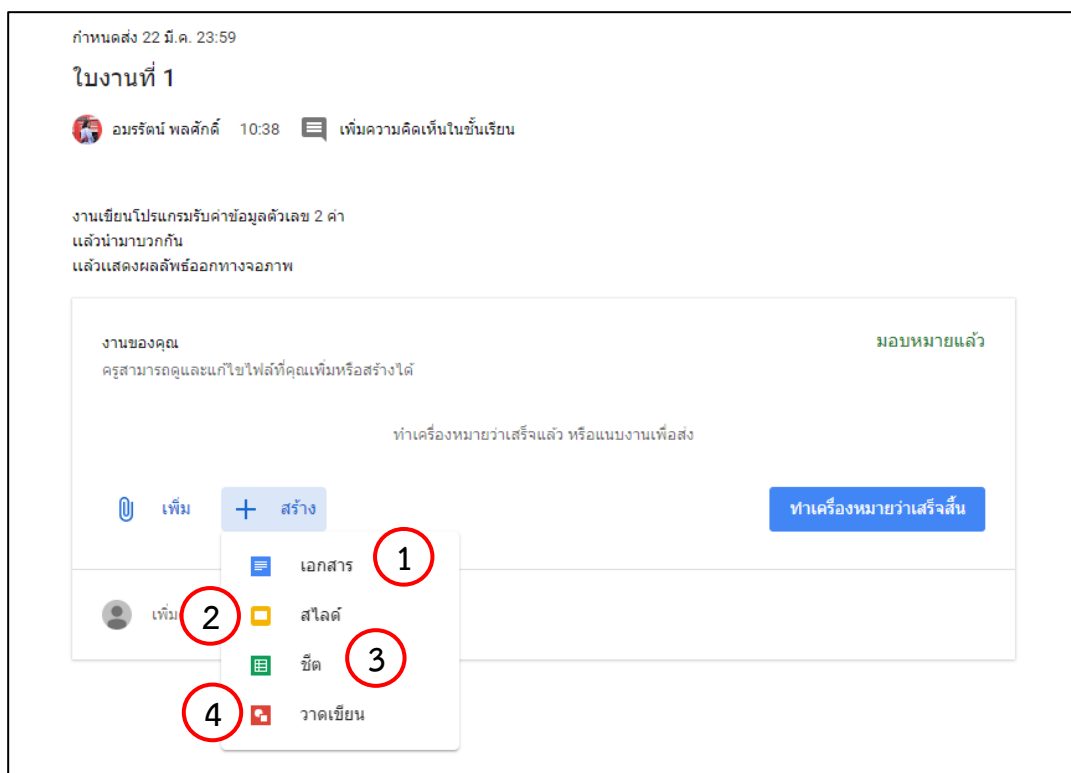 กำหนดส่ง 22 มี.ค. 23:59
ใบงานที่ 1
อมรรัตน์ พลศักดิ์ 10:38 เพิ่มความคิดเห็นในชั้นเรียน
งานเขียนโปรแกรมรับค่าข้อมูลตัวเลข 2 ค่า
แล้วนำมาบวกกัน
แล้วแสดงผลลัพธ์ออกทางจอภาพ
งานของคุณ มอบหมายแล้ว
ครูสามารถดูและแก้ไขไฟล์ที่คุณเพิ่มหรือสร้างได้
ทำเครื่องหมายว่าเสร็จแล้ว หรือแนบงานเพื่อส่ง
เพิ่ม สร้าง ทำเครื่องหมายว่าเสร็จสิ้น
เอกสาร 1
เพิ่ม 2 สไลด์
ชีต 3
4 วาดเขียน